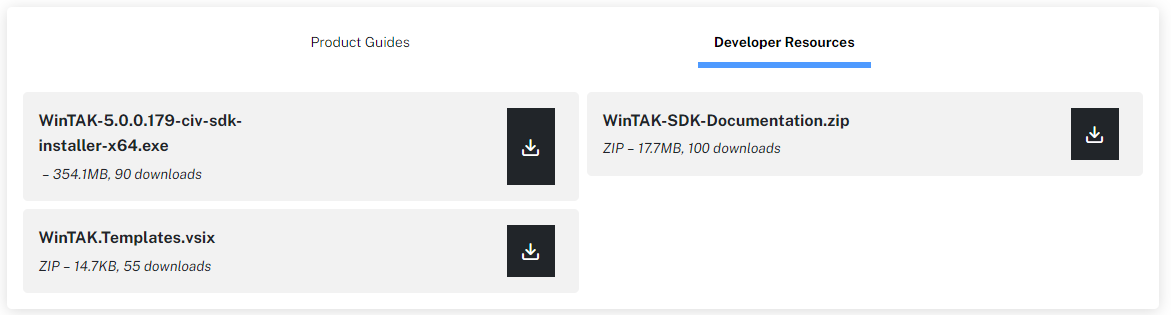 Product Guides
Developer Resources
WinTAK-5.0.0.179-civ-sdk-
installer-x64.exe
– 354.1MB, 90 downloads
WinTAK-SDK-Documentation.zip
ZIP – 17.7MB, 100 downloads
WinTAK.Templates.vsix
ZIP – 14.7KB, 55 downloads